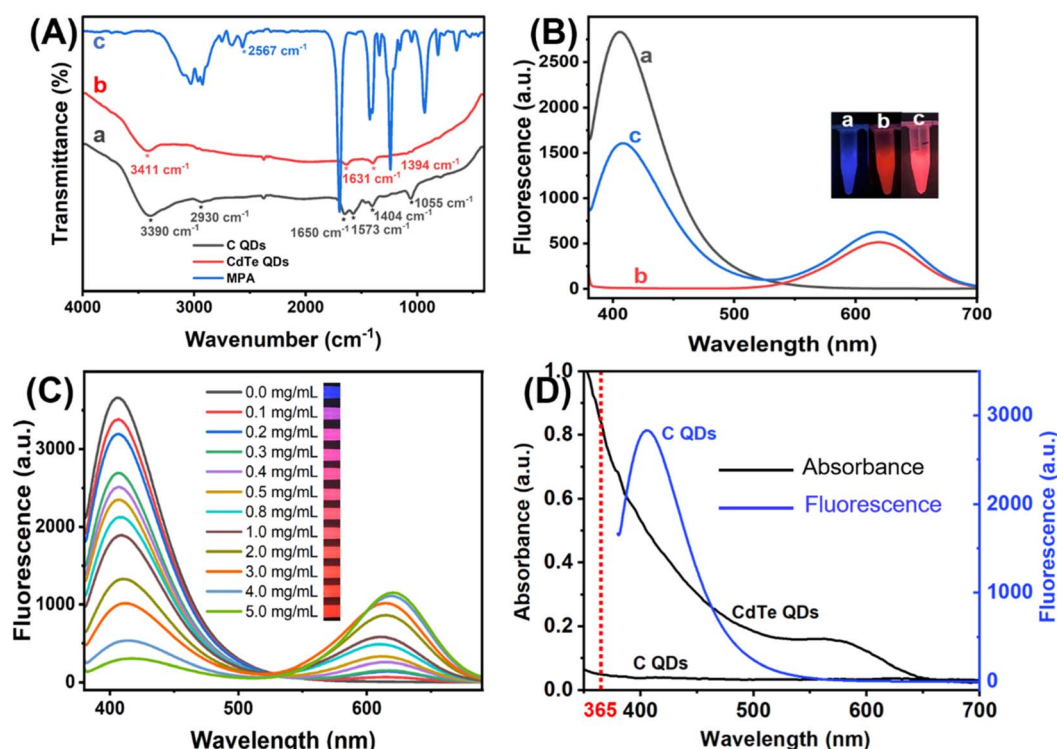 (A)
c
2567 cm⁻¹
b
a
3411 cm⁻¹
1631 cm⁻¹
1394 cm⁻¹
2930 cm⁻¹
3390 cm⁻¹
1650 cm⁻¹
1573 cm⁻¹
1404 cm⁻¹
1055 cm⁻¹
C QDs
CdTe QDs
MPA
Transmittance (%)
4000 3000 2000 1000
Wavenumber (cm⁻¹)
(B)
a
c
b
a b c
3000
2500
2000
1500
1000
500
0
Fluorescence (a.u.)
400 500 600 700
Wavelength (nm)
(C)
0.0 mg/mL
0.1 mg/mL
0.2 mg/mL
0.3 mg/mL
0.4 mg/mL
0.5 mg/mL
0.8 mg/mL
1.0 mg/mL
2.0 mg/mL
3.0 mg/mL
4.0 mg/mL
5.0 mg/mL
3000
2000
1000
0
Fluorescence (a.u.)
400 500 600
Wavelength (nm)
(D)
C QDs
Absorbance
Fluorescence
CdTe QDs
C QDs
1.0
0.8
0.6
0.4
0.2
0.0
Absorbance (a.u.)
3000
2000
1000
0
Fluorescence (a.u.)
365 400 500 600 700
Wavelength (nm)